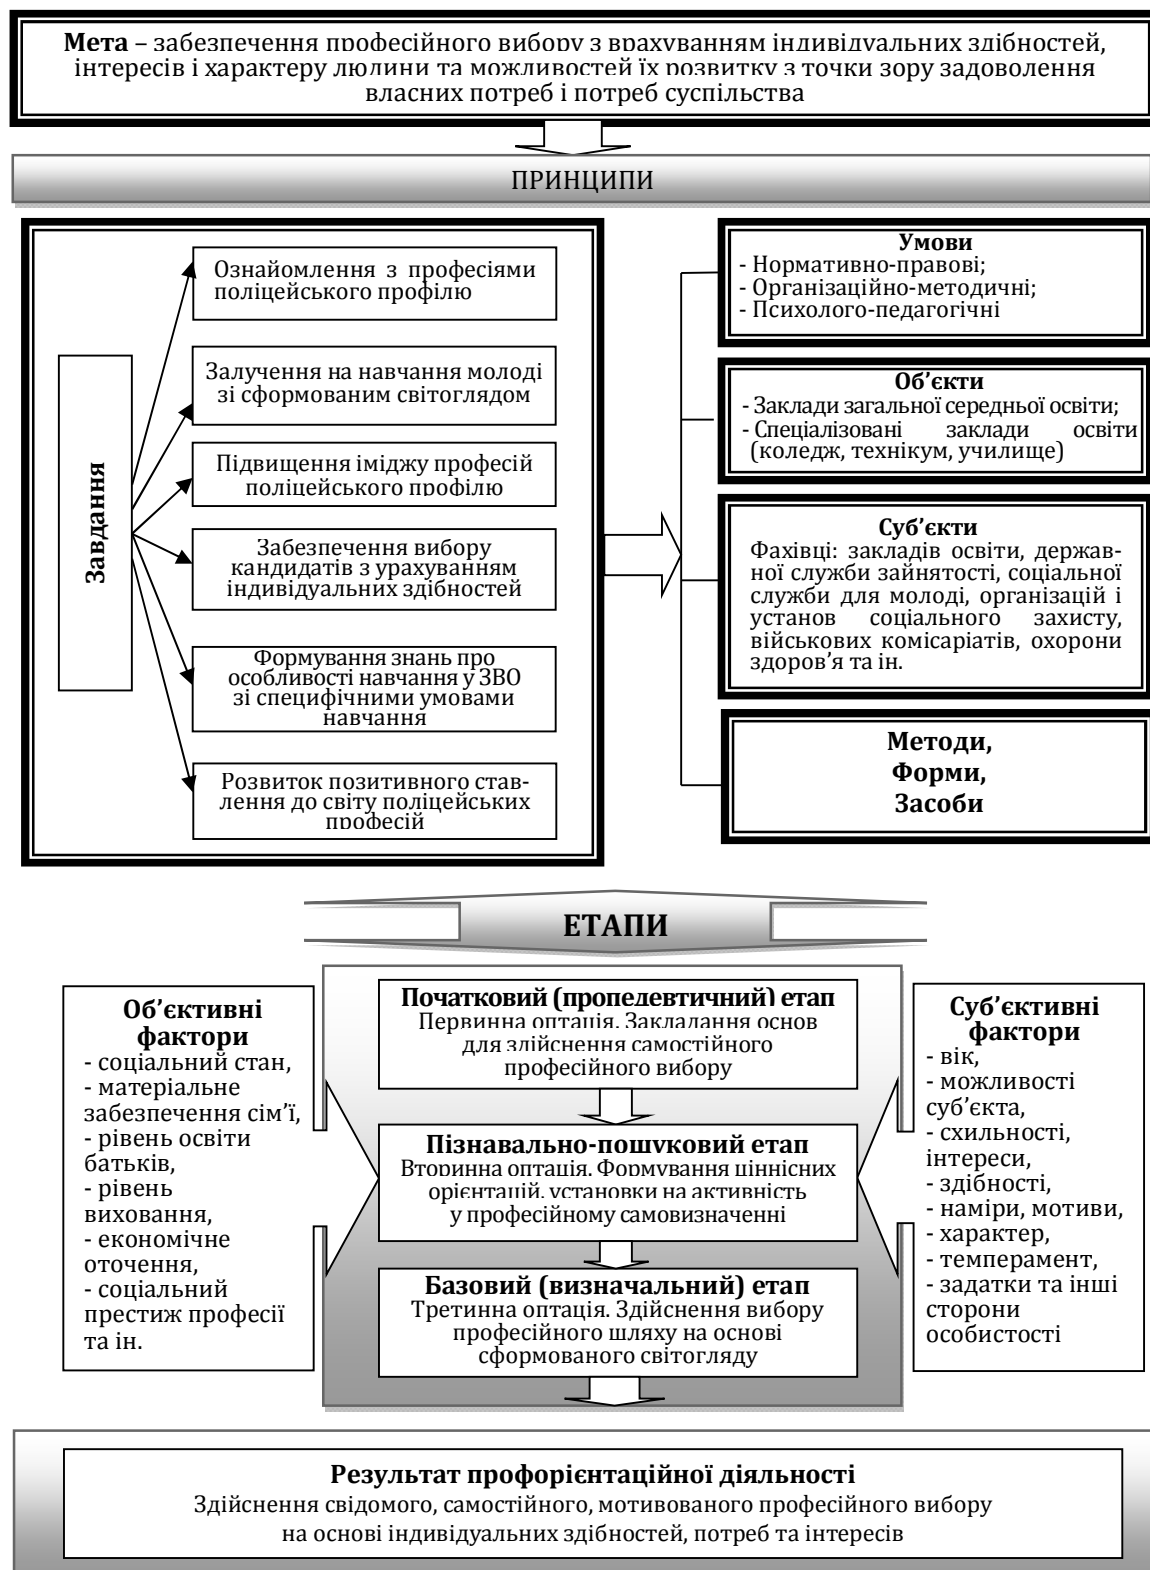 Мета – забезпечення професійного вибору з врахуванням індивідуальних здібностей,
інтересів і характеру людини та можливостей їх розвитку з точки зору задоволення
власних потреб і потреб суспільства
ПРИНЦИПИ
Завдання
Ознайомлення з професіями
поліцейського профілю
Залучення на навчання молоді
зі сформованим світоглядом
Підвищення іміджу професій
поліцейського профілю
Забезпечення вибору
кандидатів з урахуванням
індивідуальних здібностей
Формування знань про
особливості навчання у ЗВО
зі специфічними умовами
навчання
Розвиток позитивного став-
лення до світу поліцейських
професій
Умови
- Нормативно-правові;
- Організаційно-методичні;
- Психолого-педагогічні
Об’єкти
- Заклади загальної середньої освіти;
- Спеціалізовані заклади освіти
(коледж, технікум, училище)
Суб’єкти
Фахівці: закладів освіти, держав-
ної служби зайнятості, соціальної
служби для молоді, організацій і
установ соціального захисту,
військових комісаріатів, охорони
здоров’я та ін.
Методи,
Форми,
Засоби
ЕТАПИ
Об’єктивні
фактори
- соціальний стан,
- матеріальне
забезпечення сім’ї,
- рівень освіти
батьків,
- рівень
виховання,
- економічне
оточення,
- соціальний
престиж професії
та ін.
Початковий (пропедевтичний) етап
Первинна оптація. Закладання основ
для здійснення самостійного
професійного вибору
Пізнавально-пошуковий етап
Вторинна оптація. Формування ціннісних
орієнтацій, установки на активність
у професійному самовизначенні
Базовий (визначальний) етап
Третинна оптація. Здійснення вибору
професійного шляху на основі
сформованого світогляду
Суб’єктивні
фактори
- вік,
- можливості
суб’єкта,
- схильності,
інтереси,
- здібності,
- наміри, мотиви,
- характер,
- темперамент,
- задатки та інші
сторони
особистості
Результат профорієнтаційної діяльності
Здійснення свідомого, самостійного, мотивованого професійного вибору
на основі індивідуальних здібностей, потреб та інтересів